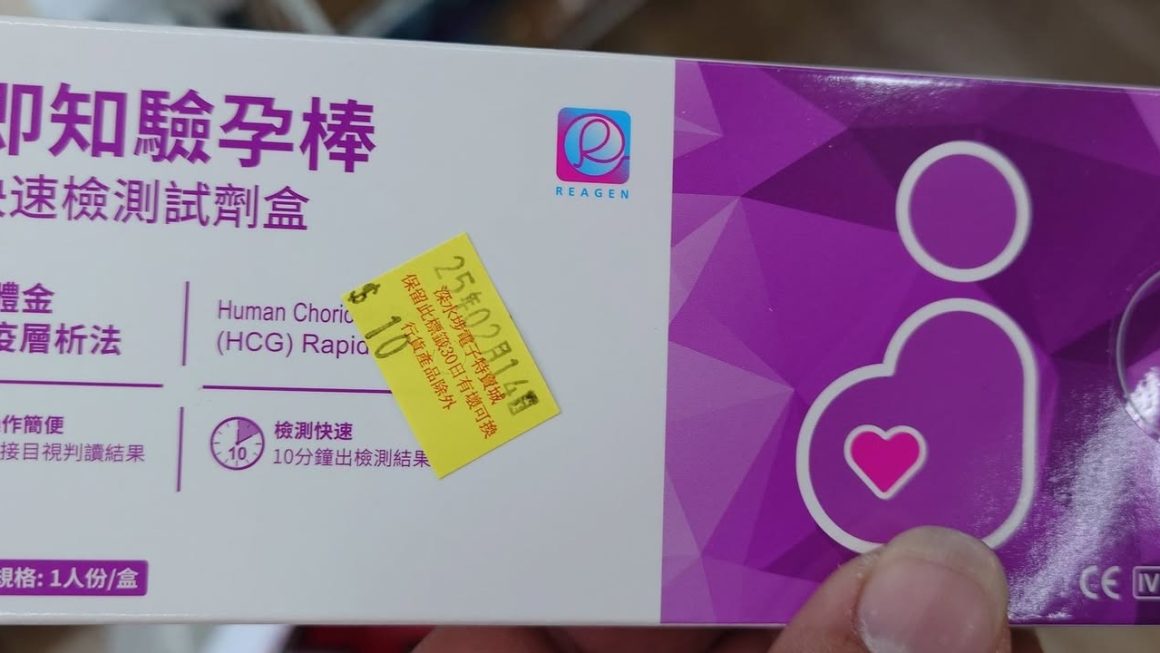 即知驗孕棒
快速檢測試劑盒
REAGEN
體金
疫層析法
Human Chorio
(HCG) Rapid
作簡便
接目視判讀結果
10
檢測快速
10分鐘出檢測結果
25年02月14日
深水埗電子特賣城
保留此標籤30日有壞可換
行貨產品除外
$ 10
規格: 1人份/盒
CE IV